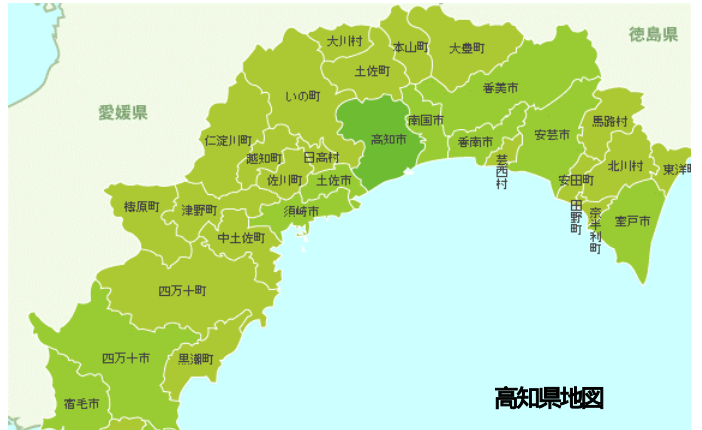 徳島県
愛媛県
大川村
本山町
大豊町
土佐町
いの町
香美市
高知市
南国市
香南市
芸西村
安芸市
馬路村
北川村
東洋町
安田町
田野町
奈半利町
室戸市
仁淀川町
越知町
日高村
佐川町
土佐市
須崎市
梼原町
津野町
中土佐町
四万十町
四万十市
黒潮町
宿毛市
高知県地図